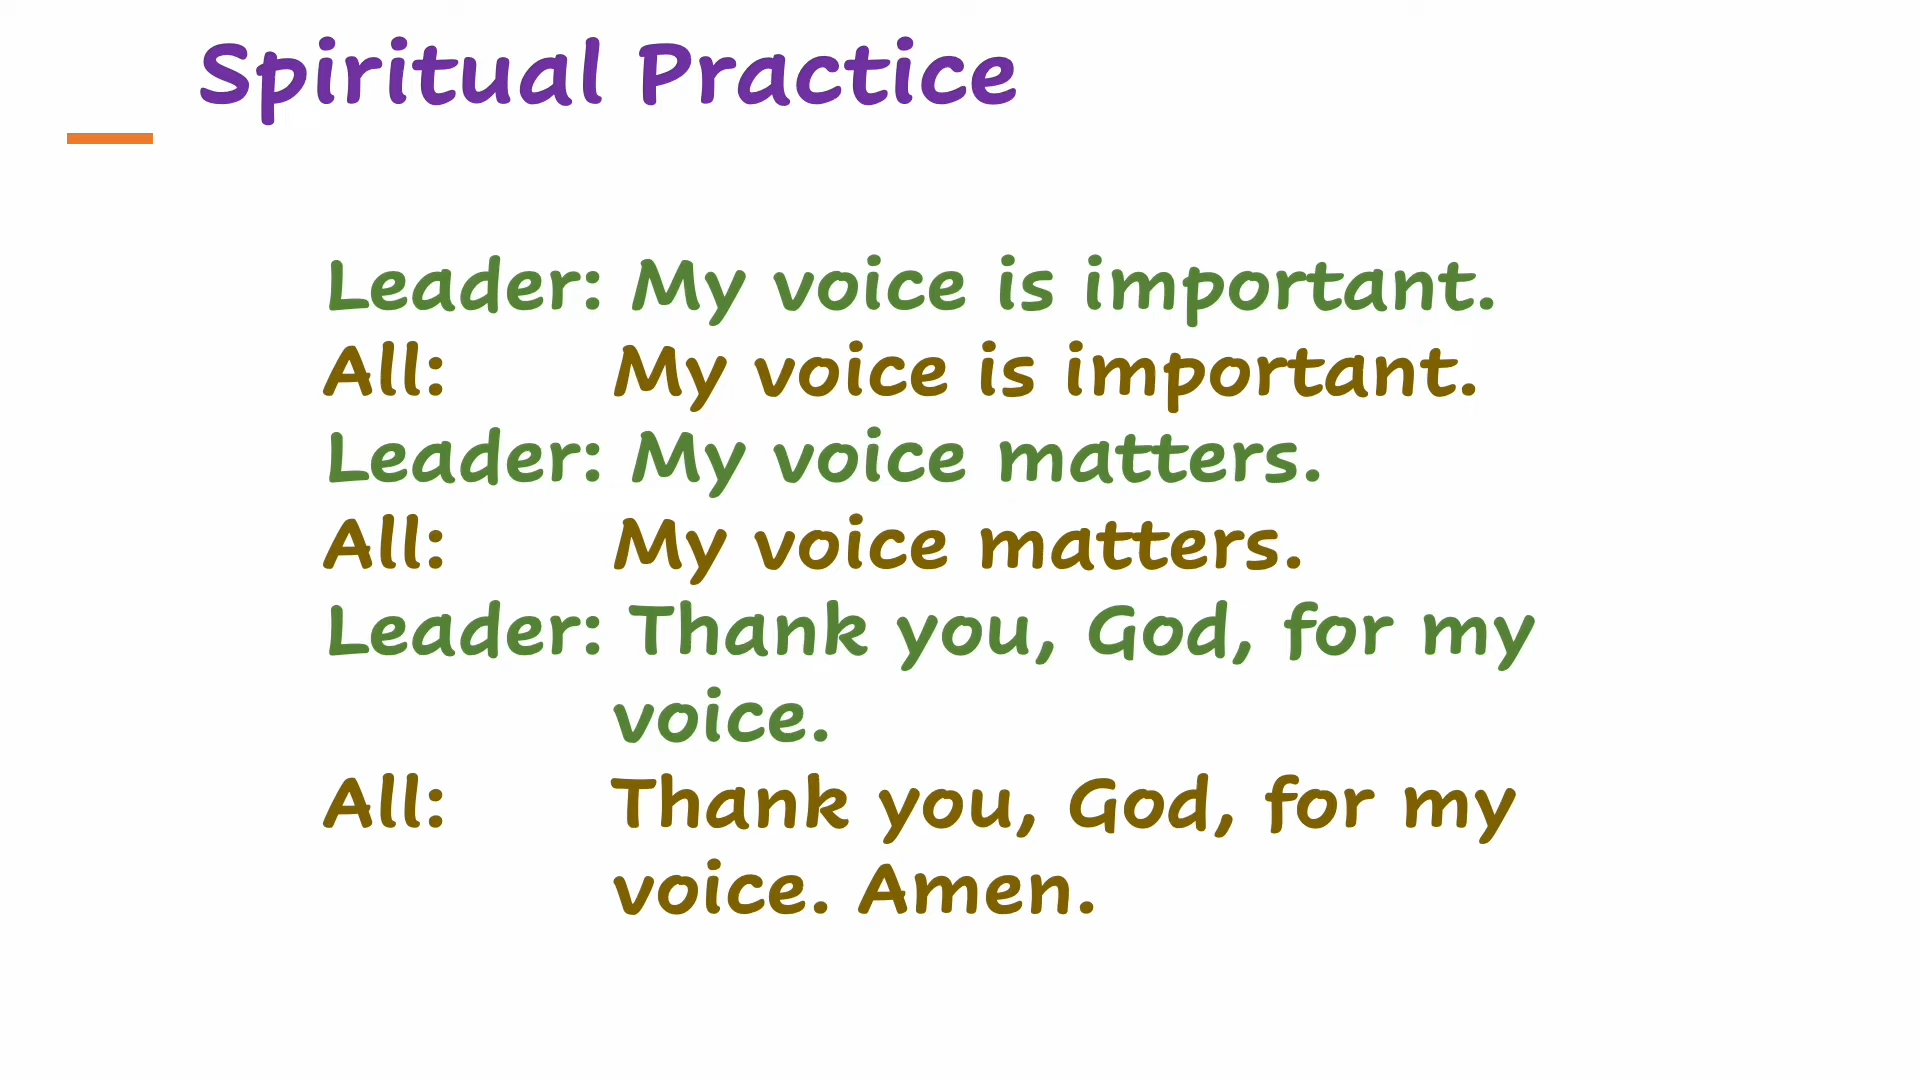 Spiritual Practice
Leader: My voice is important.
All: My voice is important.
Leader: My voice matters.
All: My voice matters.
Leader: Thank you, God, for my
voice.
All: Thank you, God, for my
voice. Amen.